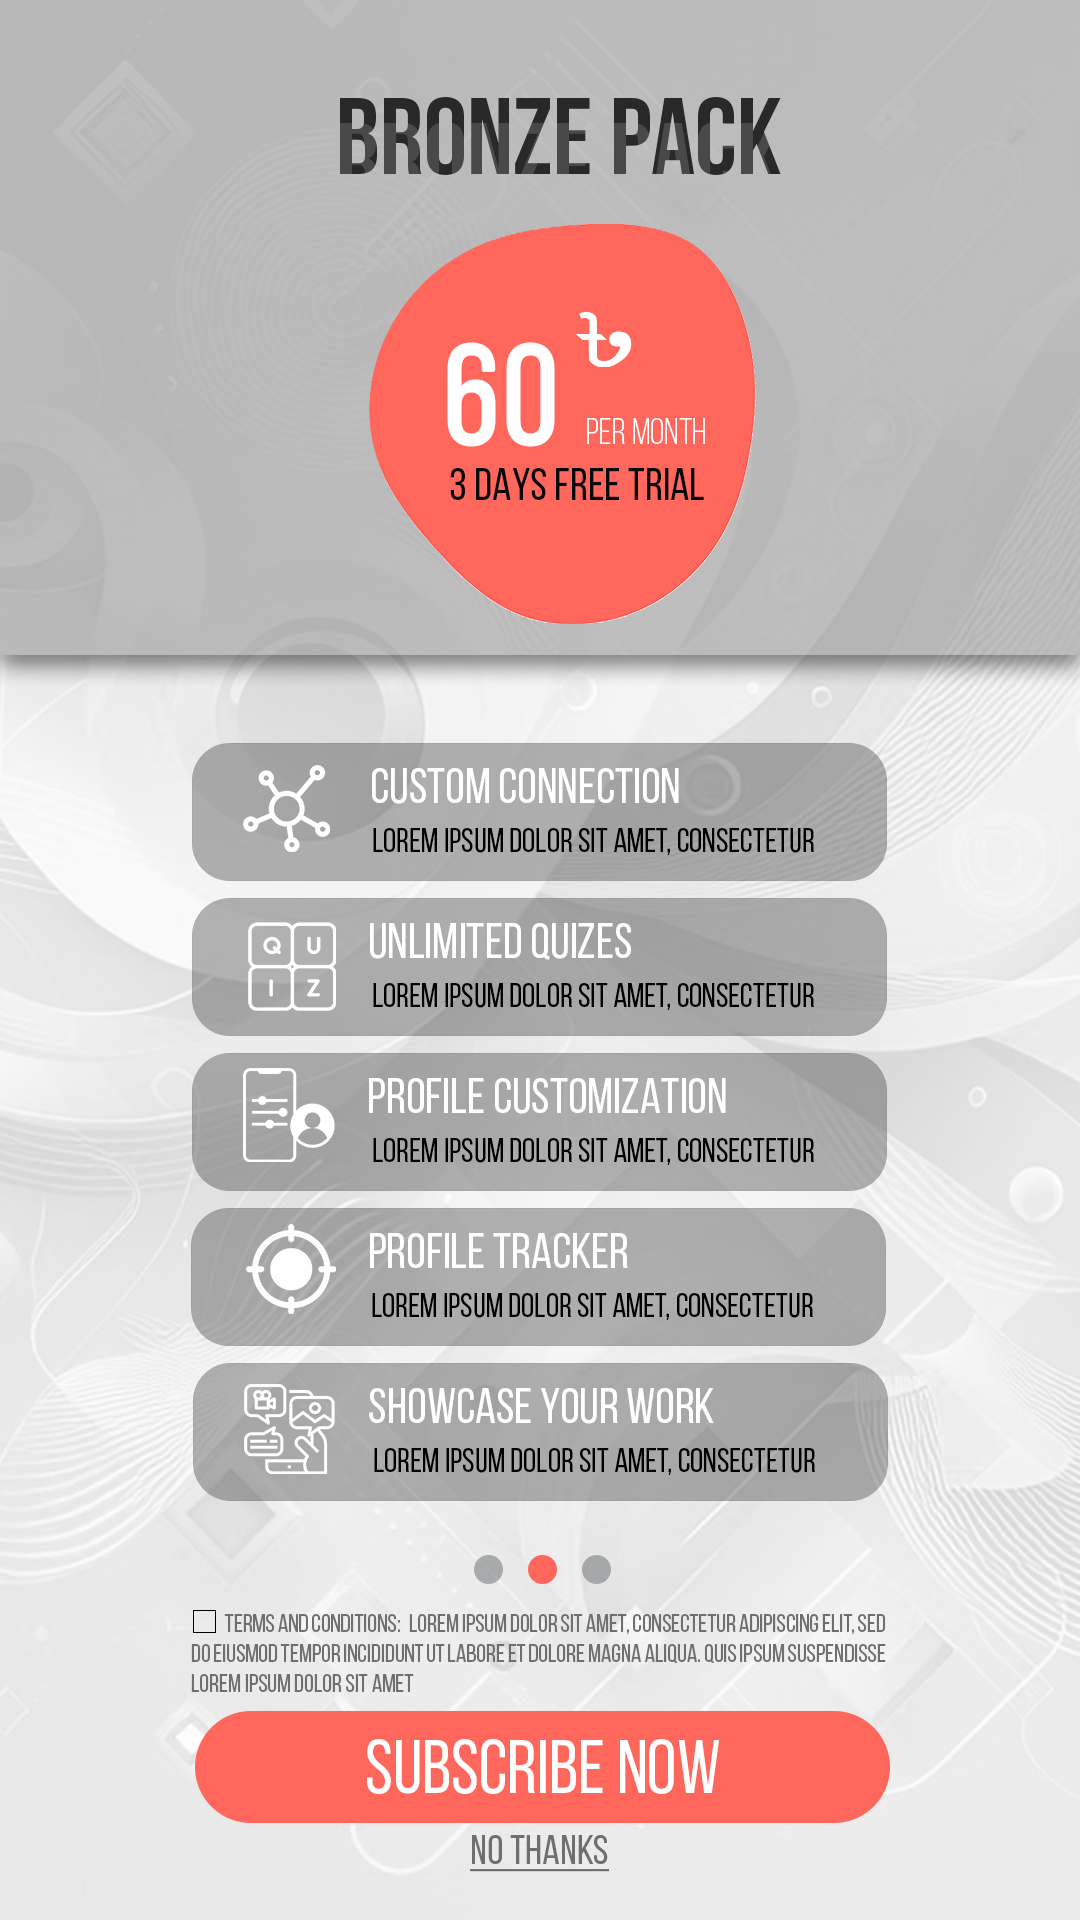 BRONZE PACK
60 ৳
PER MONTH
3 DAYS FREE TRIAL
CUSTOM CONNECTION
LOREM IPSUM DOLOR SIT AMET, CONSECTETUR
Q U
I Z
UNLIMITED QUIZES
LOREM IPSUM DOLOR SIT AMET, CONSECTETUR
PROFILE CUSTOMIZATION
LOREM IPSUM DOLOR SIT AMET, CONSECTETUR
PROFILE TRACKER
LOREM IPSUM DOLOR SIT AMET, CONSECTETUR
SHOWCASE YOUR WORK
LOREM IPSUM DOLOR SIT AMET, CONSECTETUR
TERMS AND CONDITIONS: LOREM IPSUM DOLOR SIT AMET, CONSECTETUR ADIPISCING ELIT, SED
DO EIUSMOD TEMPOR INCIDIDUNT UT LABORE ET DOLORE MAGNA ALIQUA. QUIS IPSUM SUSPENDISSE
LOREM IPSUM DOLOR SIT AMET
SUBSCRIBE NOW
NO THANKS